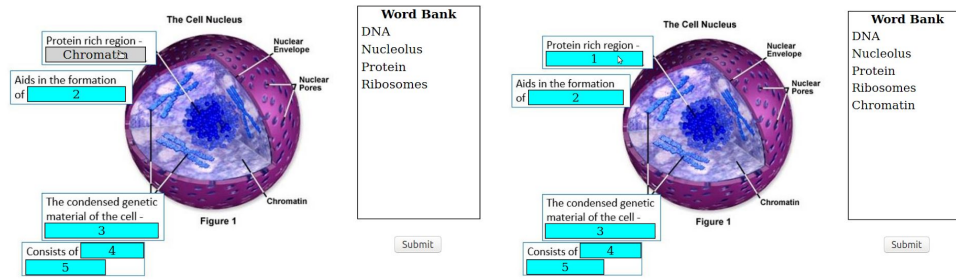 The Cell Nucleus
Protein rich region -
Chromatin
Nuclear
Envelope
Aids in the formation
of 2
Nuclear
Pores
The condensed genetic
material of the cell -
3
Chromatin
Figure 1
Consists of 4
5
Word Bank
DNA
Nucleolus
Protein
Ribosomes
Submit
The Cell Nucleus
Protein rich region -
1
Nuclear
Envelope
Aids in the formation
of 2
Nuclear
Pores
The condensed genetic
material of the cell -
3
Chromatin
Figure 1
Consists of 4
5
Word Bank
DNA
Nucleolus
Protein
Ribosomes
Chromatin
Submit